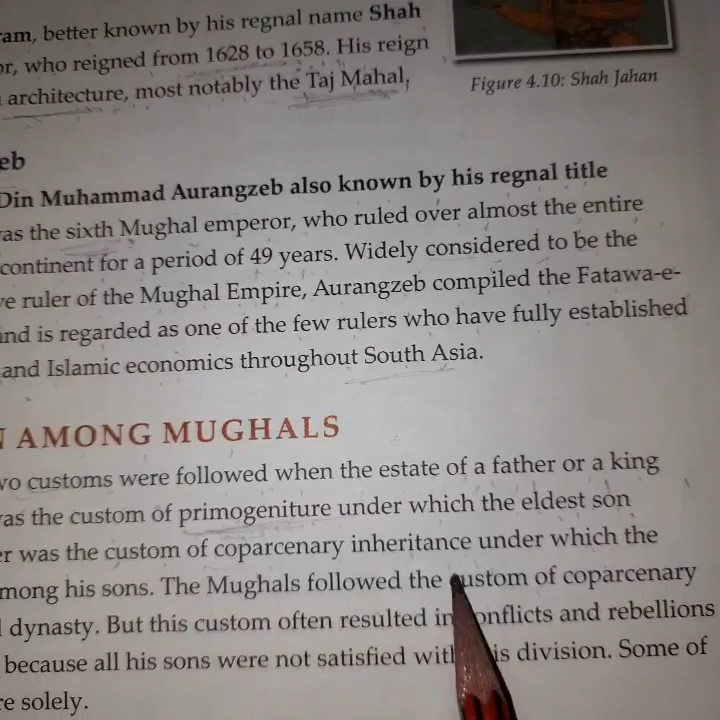 ram, better known by his regnal name Shah
or, who reigned from 1628 to 1658. His reign
architecture, most notably the Taj Mahal.
Figure 4.10: Shah Jahan
eb
Din Muhammad Aurangzeb also known by his regnal title
as the sixth Mughal emperor, who ruled over almost the entire
continent for a period of 49 years. Widely considered to be the
ve ruler of the Mughal Empire, Aurangzeb compiled the Fatawa-e-
and is regarded as one of the few rulers who have fully established
and Islamic economics throughout South Asia.
N AMONG MUGHALS
wo customs were followed when the estate of a father or a king
as the custom of primogeniture under which the eldest son
er was the custom of coparcenary inheritance under which the
mong his sons. The Mughals followed the custom of coparcenary
dynasty. But this custom often resulted in conflicts and rebellions
because all his sons were not satisfied with is division. Some of
re solely.